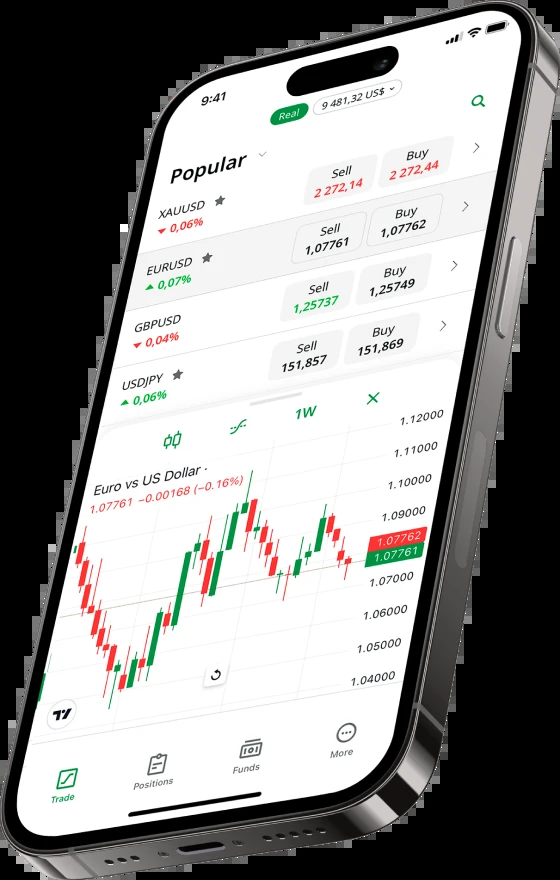 9:41
Real 9 481,32 US$
Popular
XAUUSD Sell Buy
0,06% 2 272,14 2 272,44
EURUSD Sell Buy
0,07% 1,07761 1,07762
GBPUSD Sell Buy
0,04% 1,25737 1,25749
USDJPY Sell Buy
0,06% 151,857 151,869
1W
Euro vs US Dollar ·
1.07761 −0.00168 (−0.16%)
1.12000
1.11000
1.10000
1.09000
1.07762
1.07761
1.07000
1.06000
1.05000
1.04000
Trade Positions Funds More